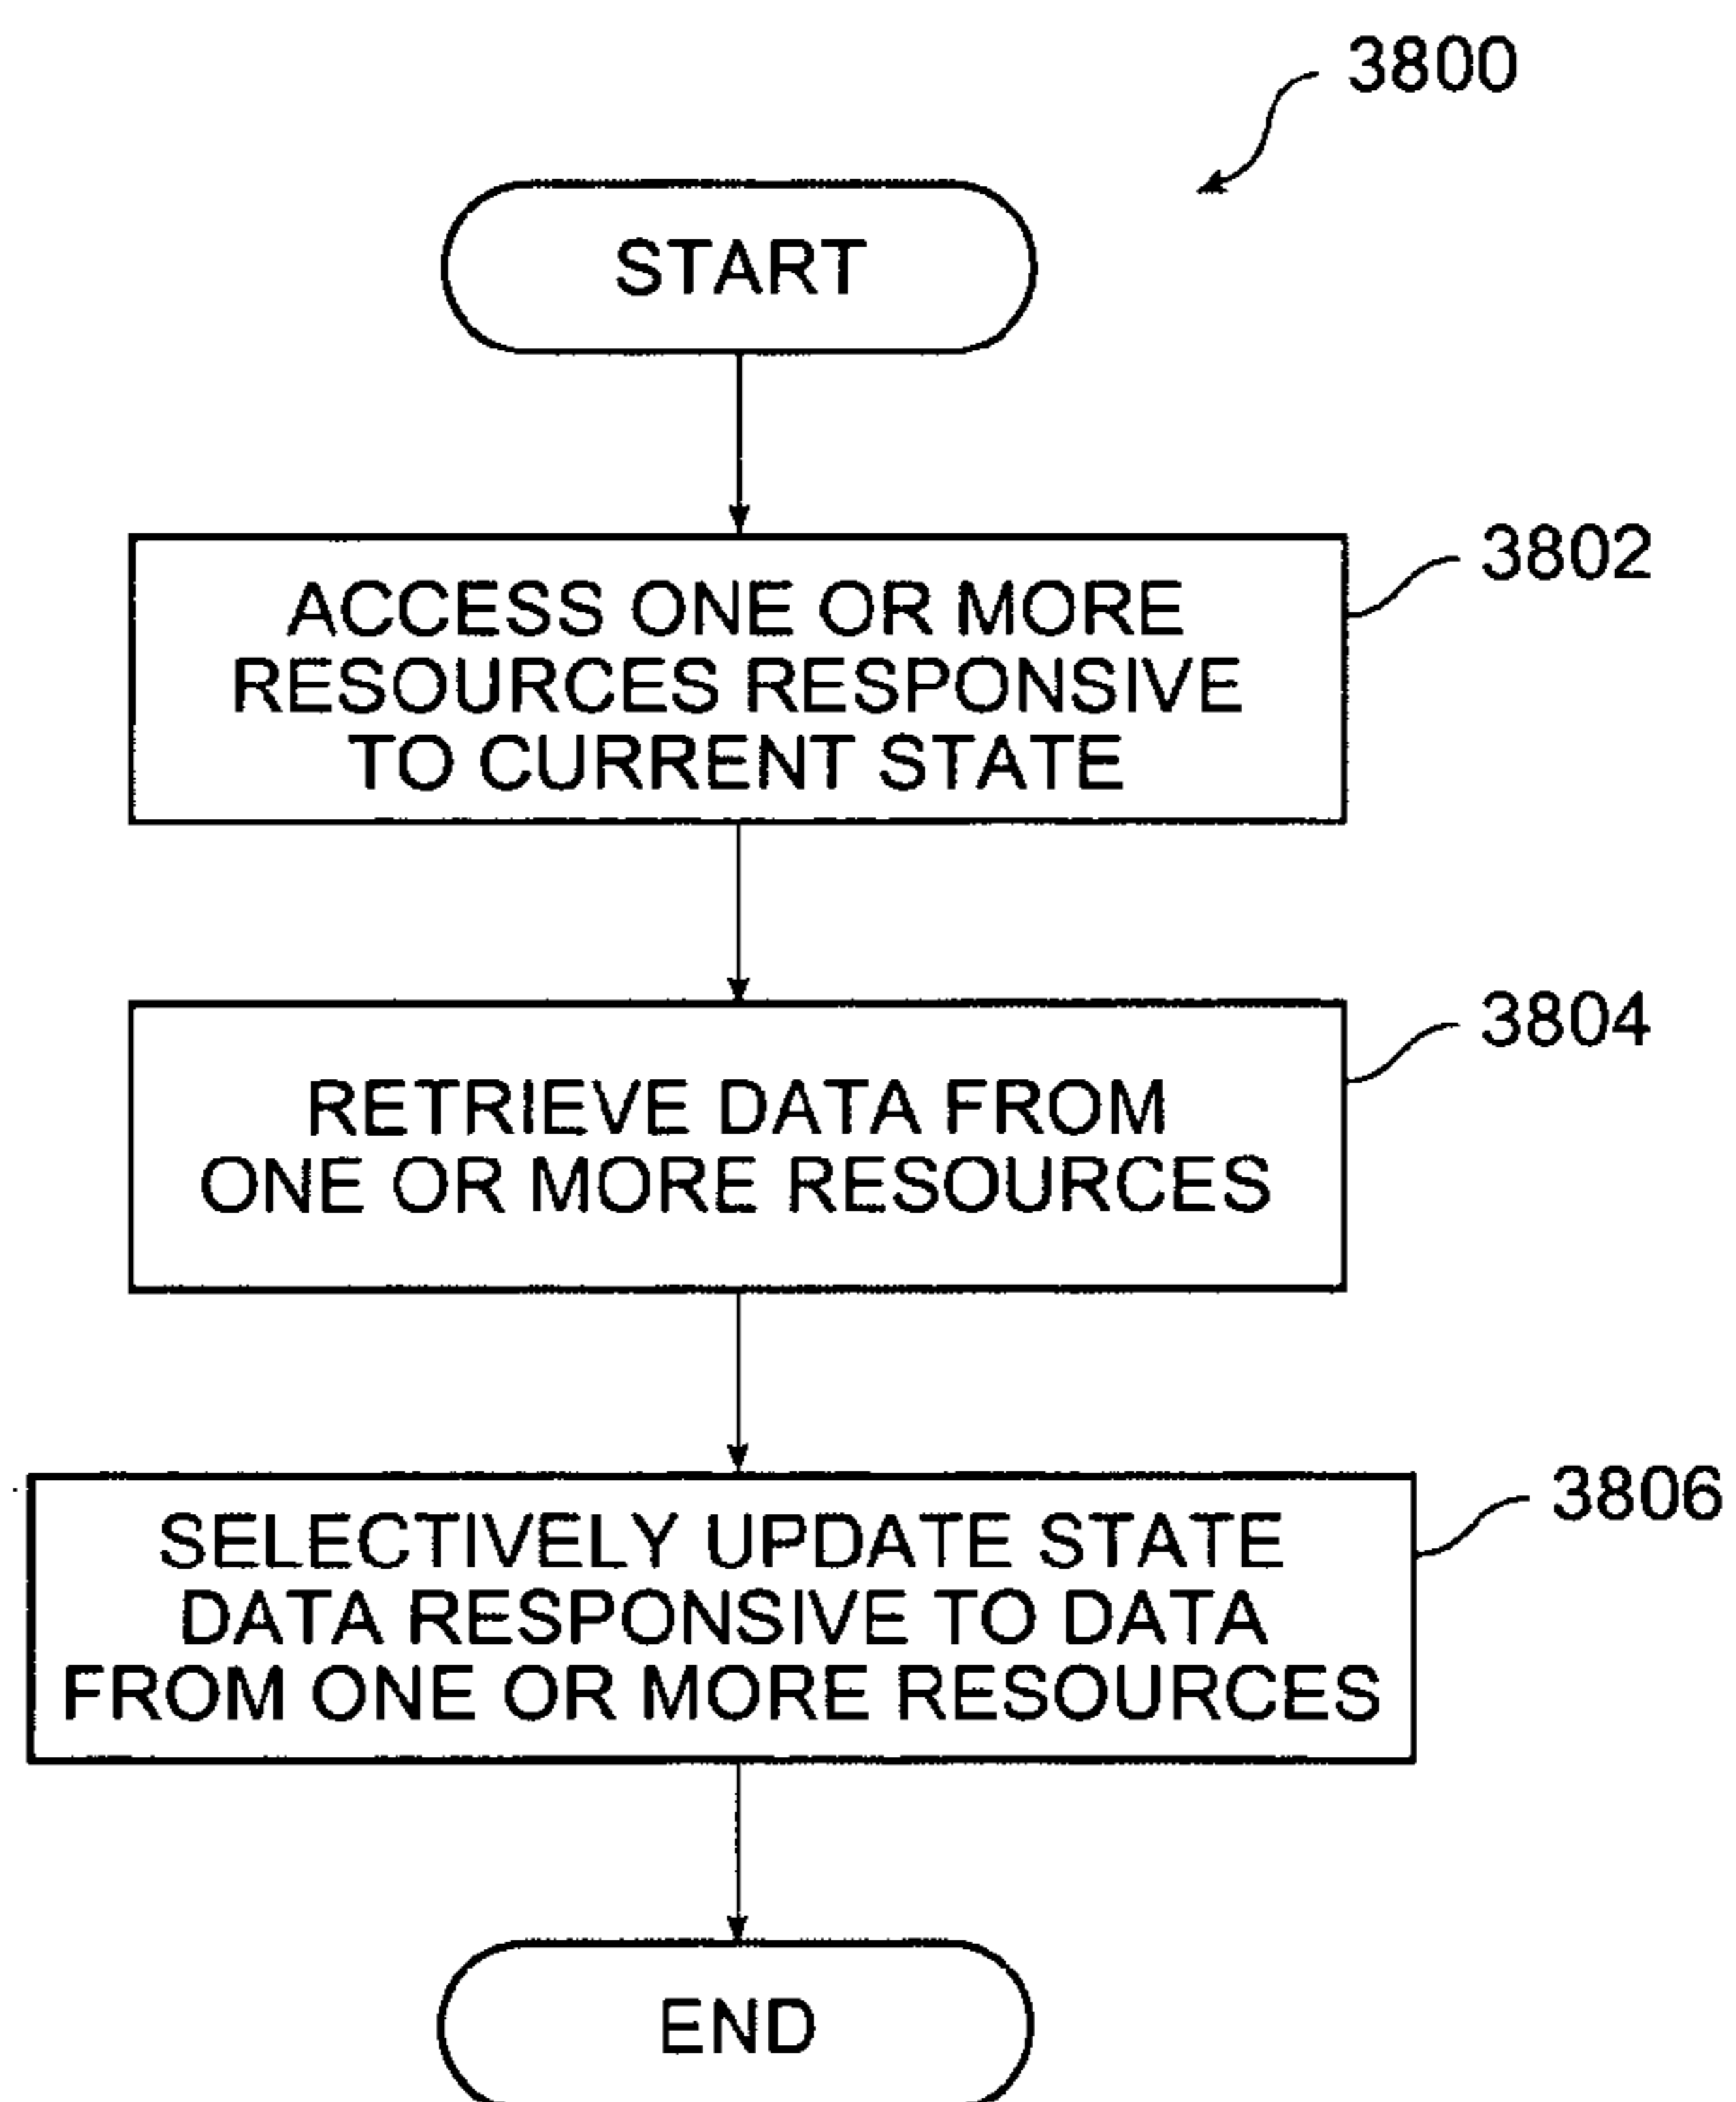 3800
START
3802
ACCESS ONE OR MORE
RESOURCES RESPONSIVE
TO CURRENT STATE
3804
RETRIEVE DATA FROM
ONE OR MORE RESOURCES
3806
SELECTIVELY UPDATE STATE
DATA RESPONSIVE TO DATA
FROM ONE OR MORE RESOURCES
END